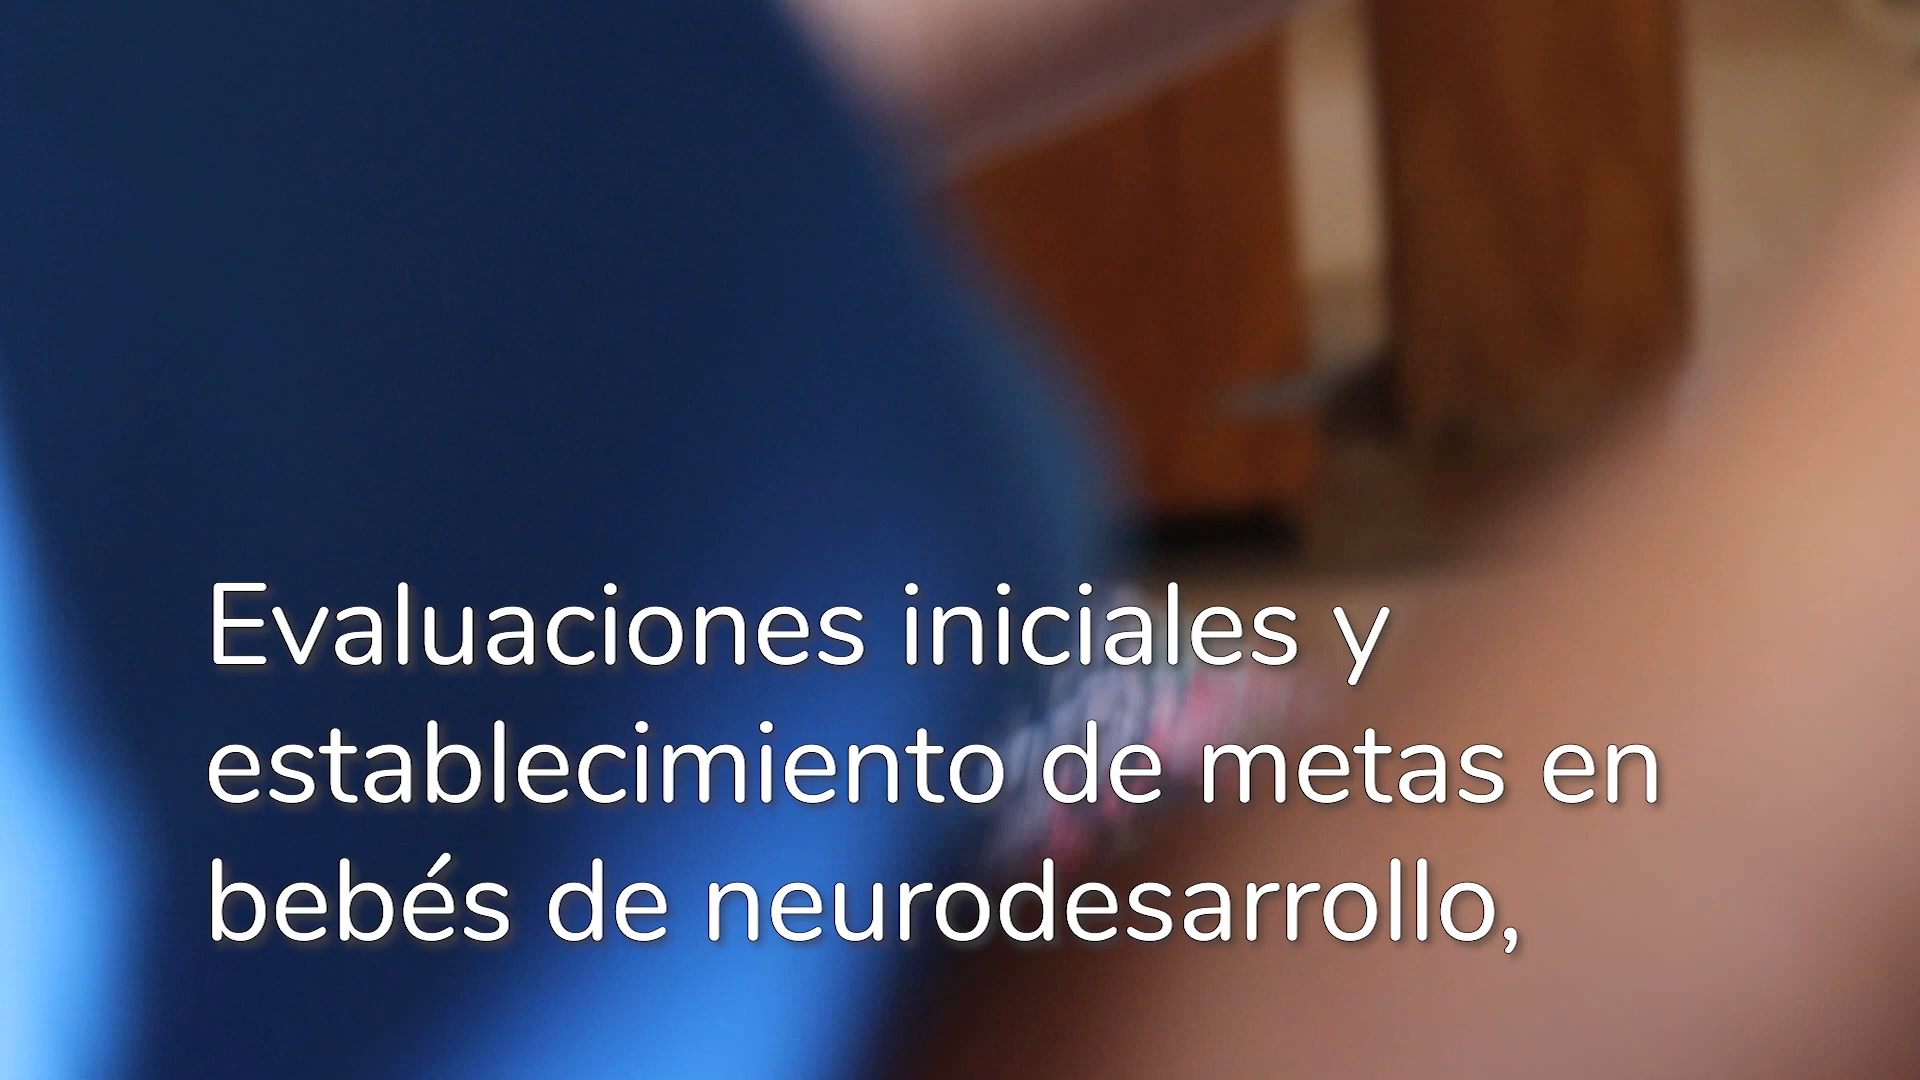 Evaluaciones iniciales y
establecimiento de metas en
bebés de neurodesarrollo,